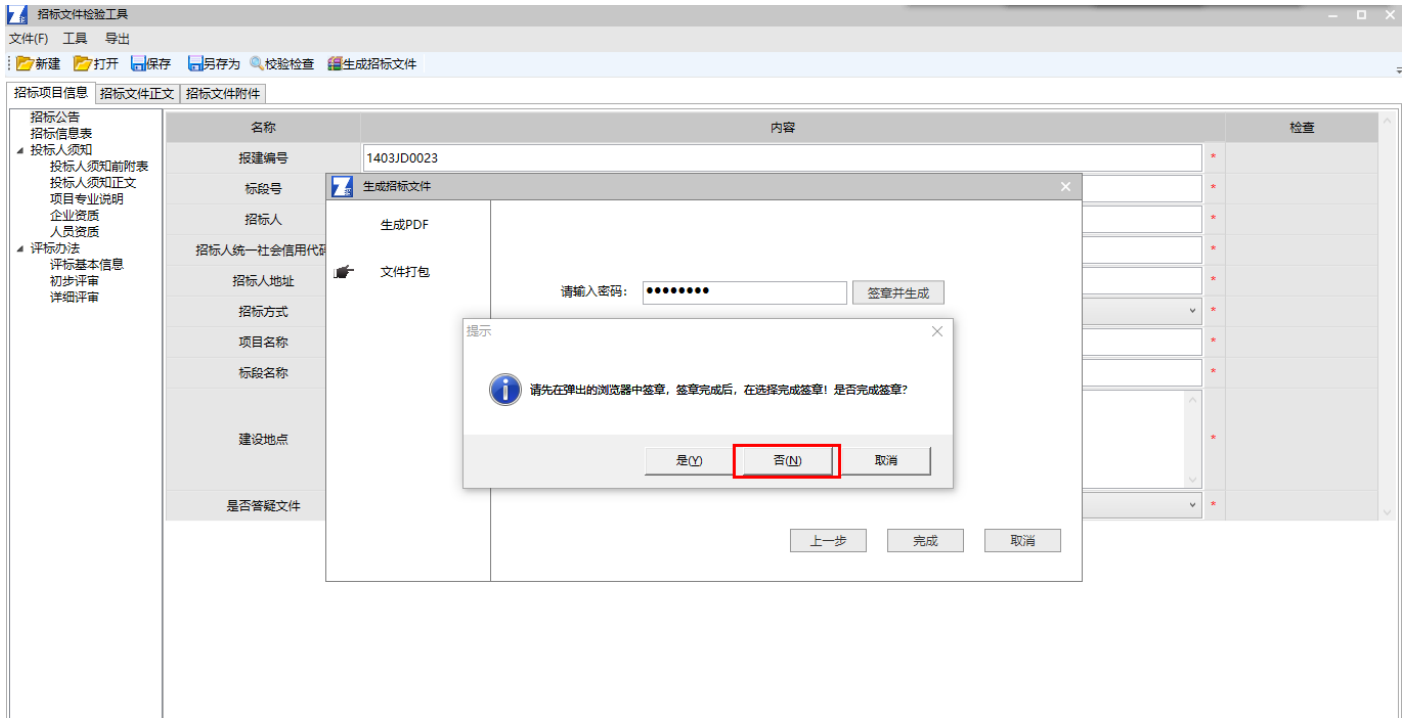 招标文件检验工具
文件(F) 工具 导出
新建 打开 保存 另存为 校验检查 生成招标文件
招标项目信息 招标文件正文 招标文件附件
招标公告
招标信息表
投标人须知
投标人须知前附表
投标人须知正文
项目专业说明
企业资质
人员资质
评标办法
评标基本信息
初步评审
详细评审
名称 内容 检查
报建编号 1403JD0023 *
标段号 *
招标人 *
招标人统一社会信用代码 *
招标人地址 *
招标方式 *
项目名称 *
标段名称 *
建设地点 *
是否答疑文件 *
生成招标文件
生成PDF
文件打包
请输入密码: ●●●●●●●● 签章并生成
提示
请先在弹出的浏览器中签章，签章完成后，在选择完成签章！是否完成签章？
是(Y) 否(N) 取消
上一步 完成 取消